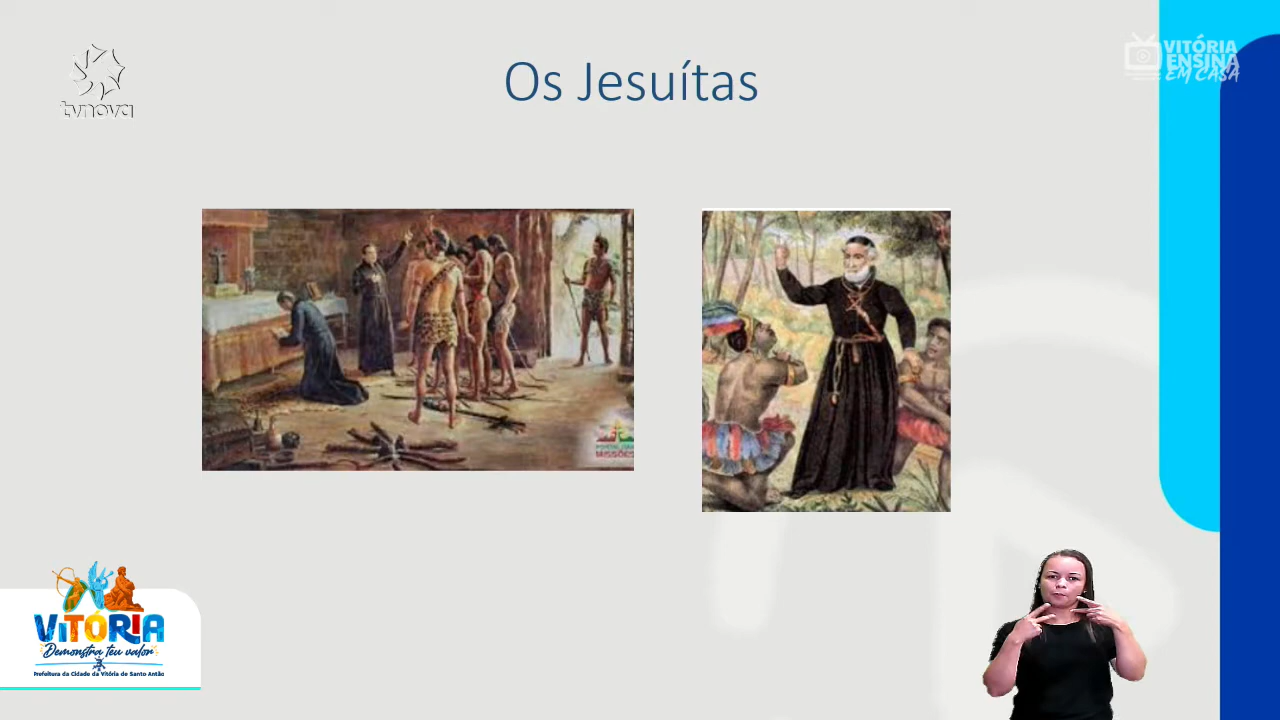 Os Jesuítas
tvnova
VITÓRIA
ENSINA
EM CASA
MISSÕES
VITÓRIA
Demonstra teu valor
Prefeitura da Cidade da Vitória de Santo Antão